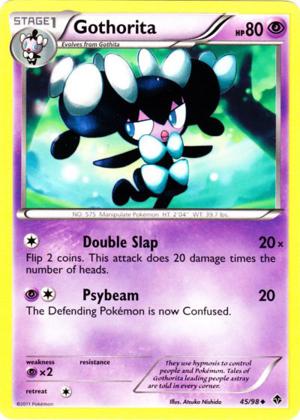 STAGE1
Gothorita
HP80
Evolves from Gothita
NO. 575 Manipulate Pokémon HT: 2'04" WT: 39.7 lbs.
Double Slap 20×
Flip 2 coins. This attack does 20 damage times the
number of heads.
Psybeam 20
The Defending Pokémon is now Confused.
weakness resistance
×2
retreat
They use hypnosis to control
people and Pokémon. Tales of
Gothorita leading people astray
are told in every corner.
Illus. Atsuko Nishida
45/98
©2011 Pokémon